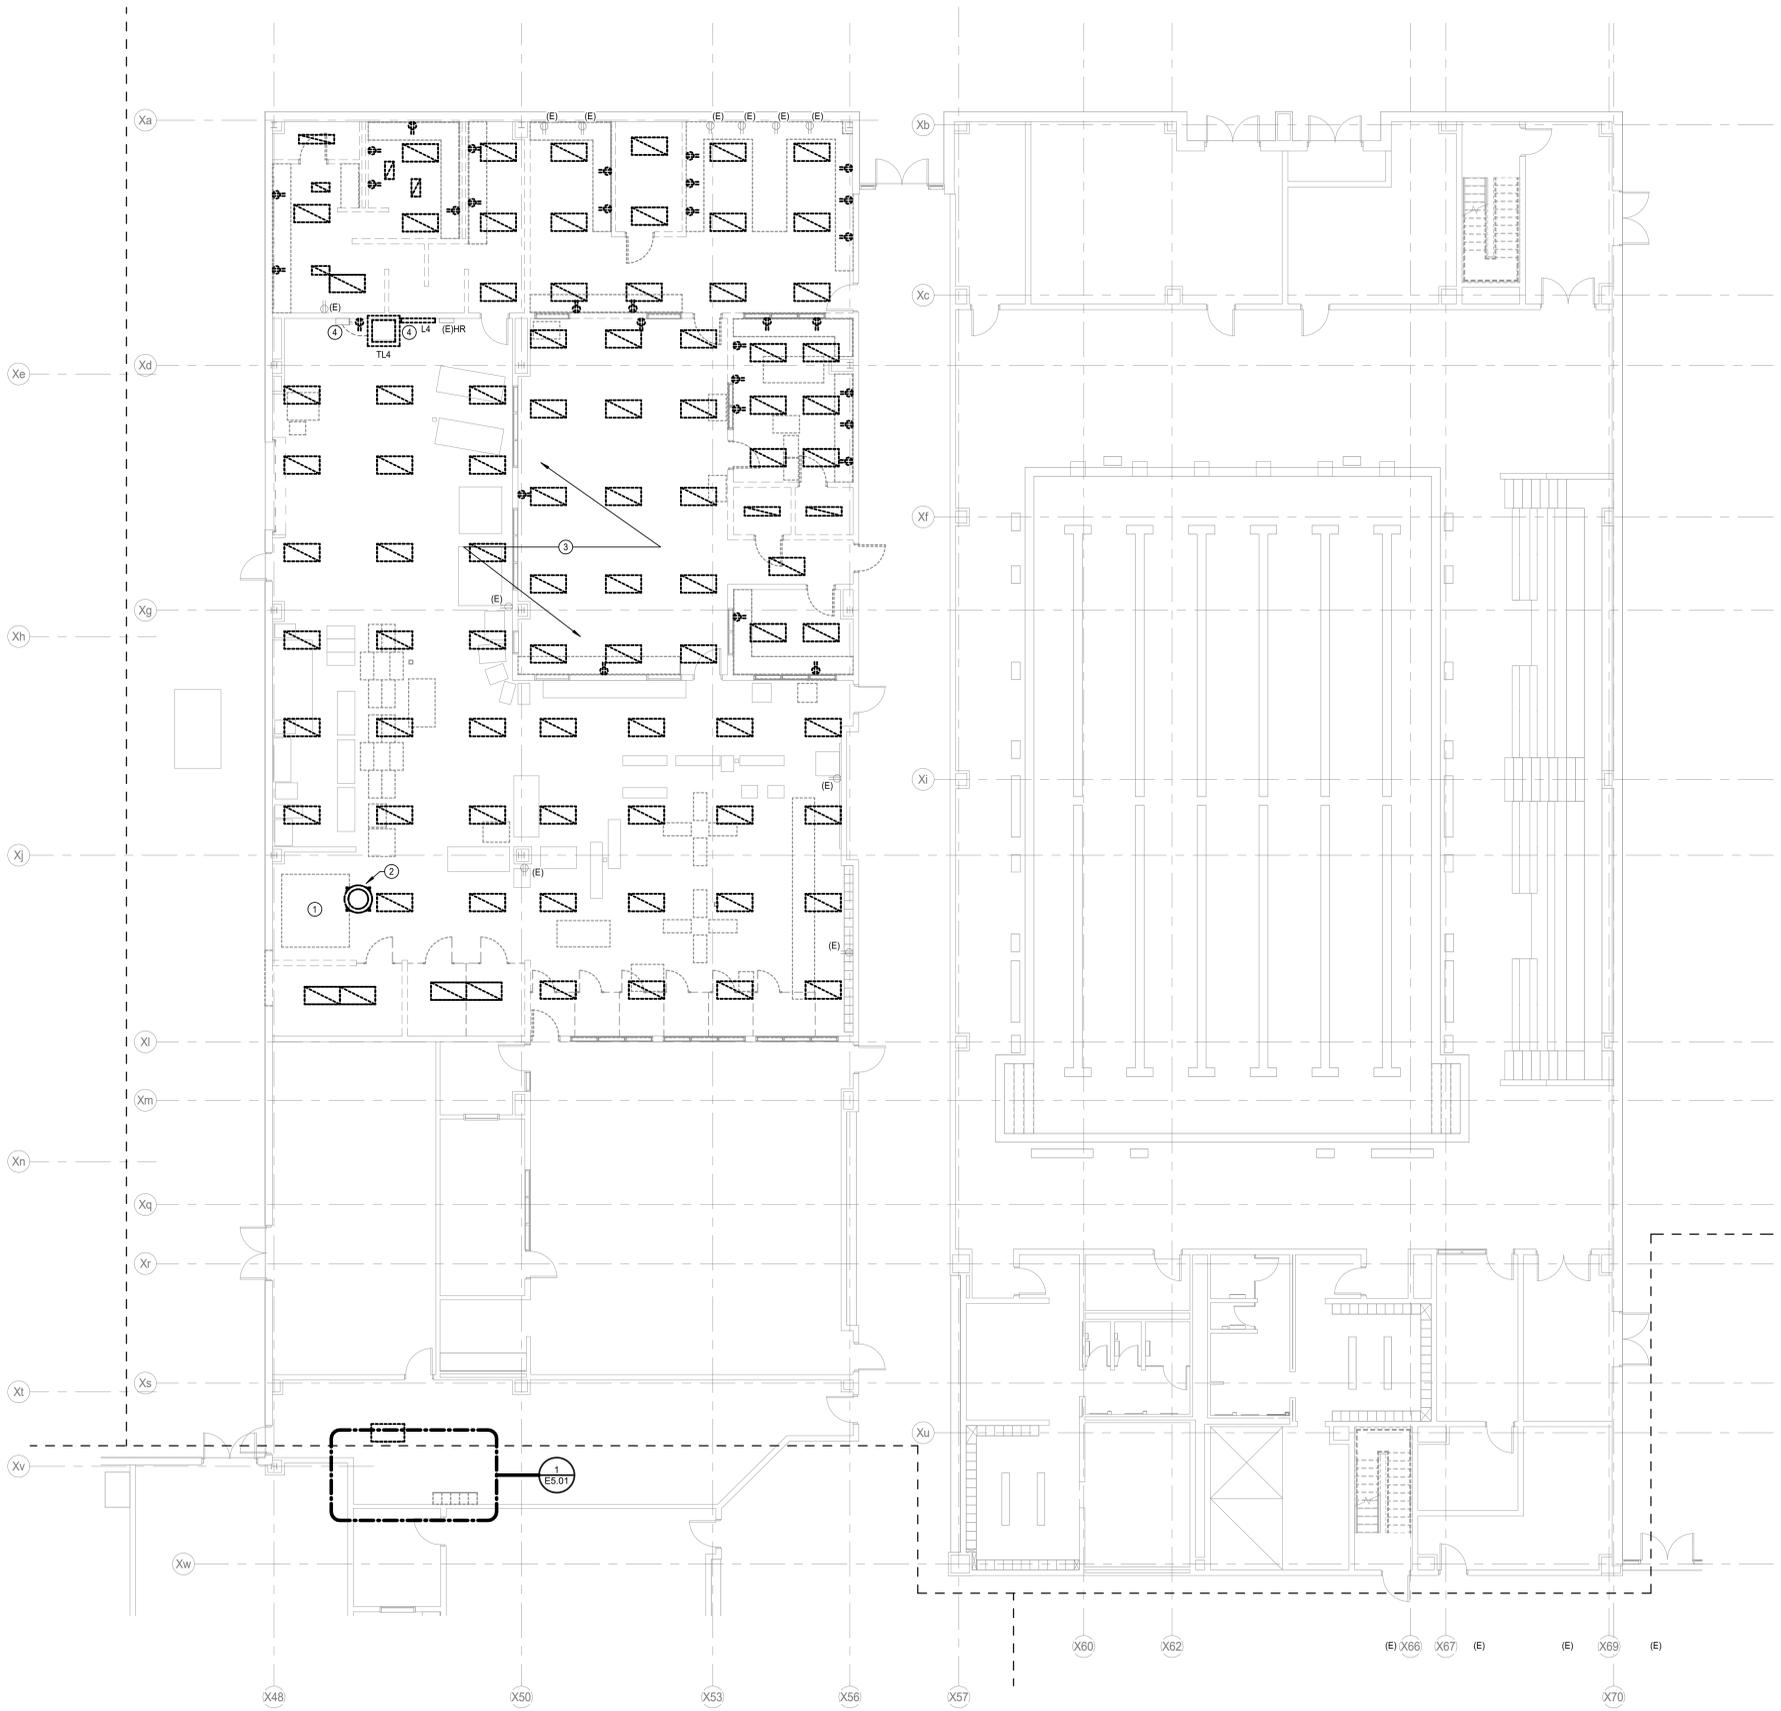 (E)
(E)
(E)
(E)
(E)
(E)
Xa
Xb
Xc
(E)
4
4
L4
(E)HR
TL4
Xe
Xd
Xf
3
(E)
Xg
Xh
Xi
(E)
Xj
2
(E)
1
(E)
Xl
Xm
Xn
Xq
Xr
Xt
Xs
Xu
Xv
1
E5.01
Xw
X60
X62
(E)
X66
X67
(E)
(E)
X69
(E)
X48
X50
X53
X56
X57
X70